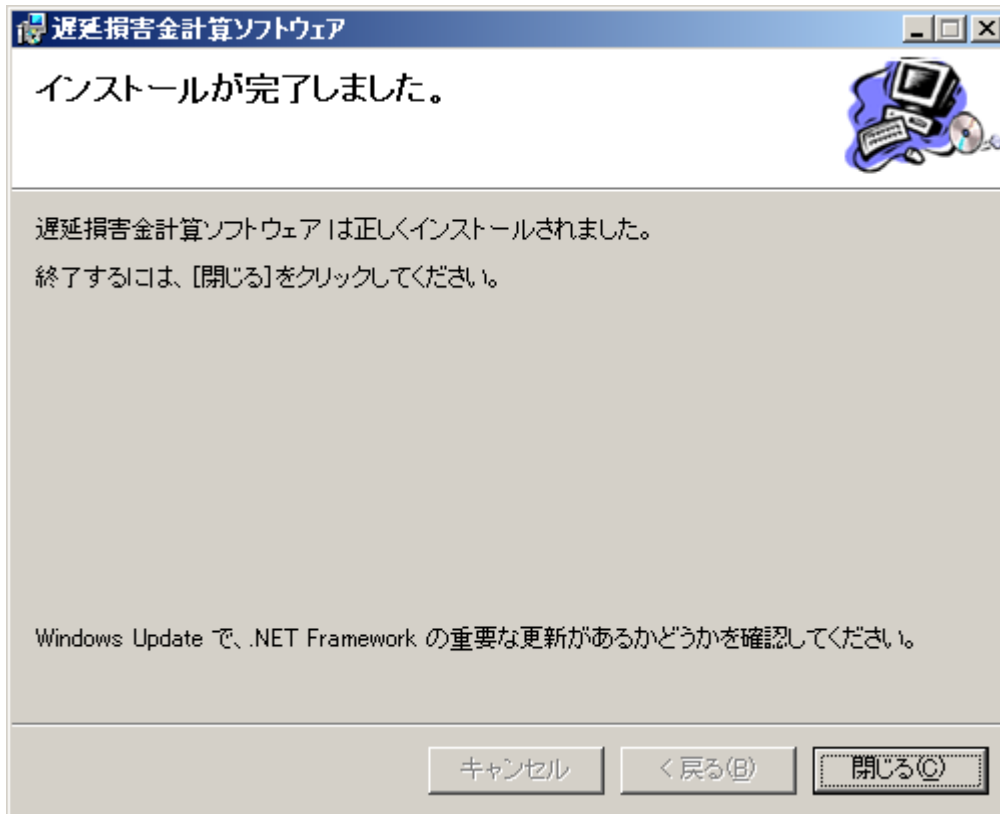 遅延損害金計算ソフトウェア
インストールが完了しました。
遅延損害金計算ソフトウェア は正しくインストールされました。
終了するには、[閉じる]をクリックしてください。
Windows Update で、.NET Framework の重要な更新があるかどうかを確認してください。
キャンセル
< 戻る(B)
閉じる(C)